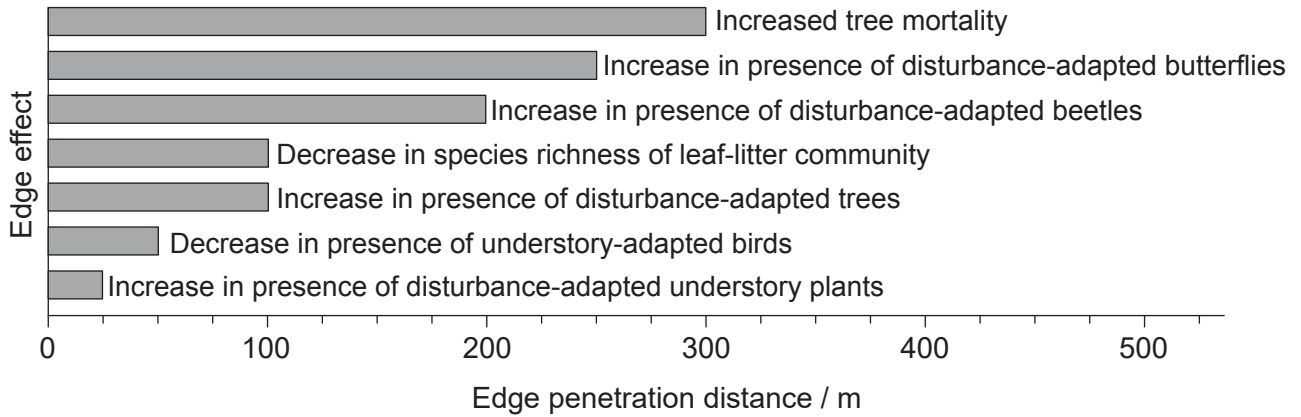 Increased tree mortality
Increase in presence of disturbance-adapted butterflies
Increase in presence of disturbance-adapted beetles
Decrease in species richness of leaf-litter community
Increase in presence of disturbance-adapted trees
Decrease in presence of understory-adapted birds
Increase in presence of disturbance-adapted understory plants
Edge effect
0 100 200 300 400 500
Edge penetration distance / m